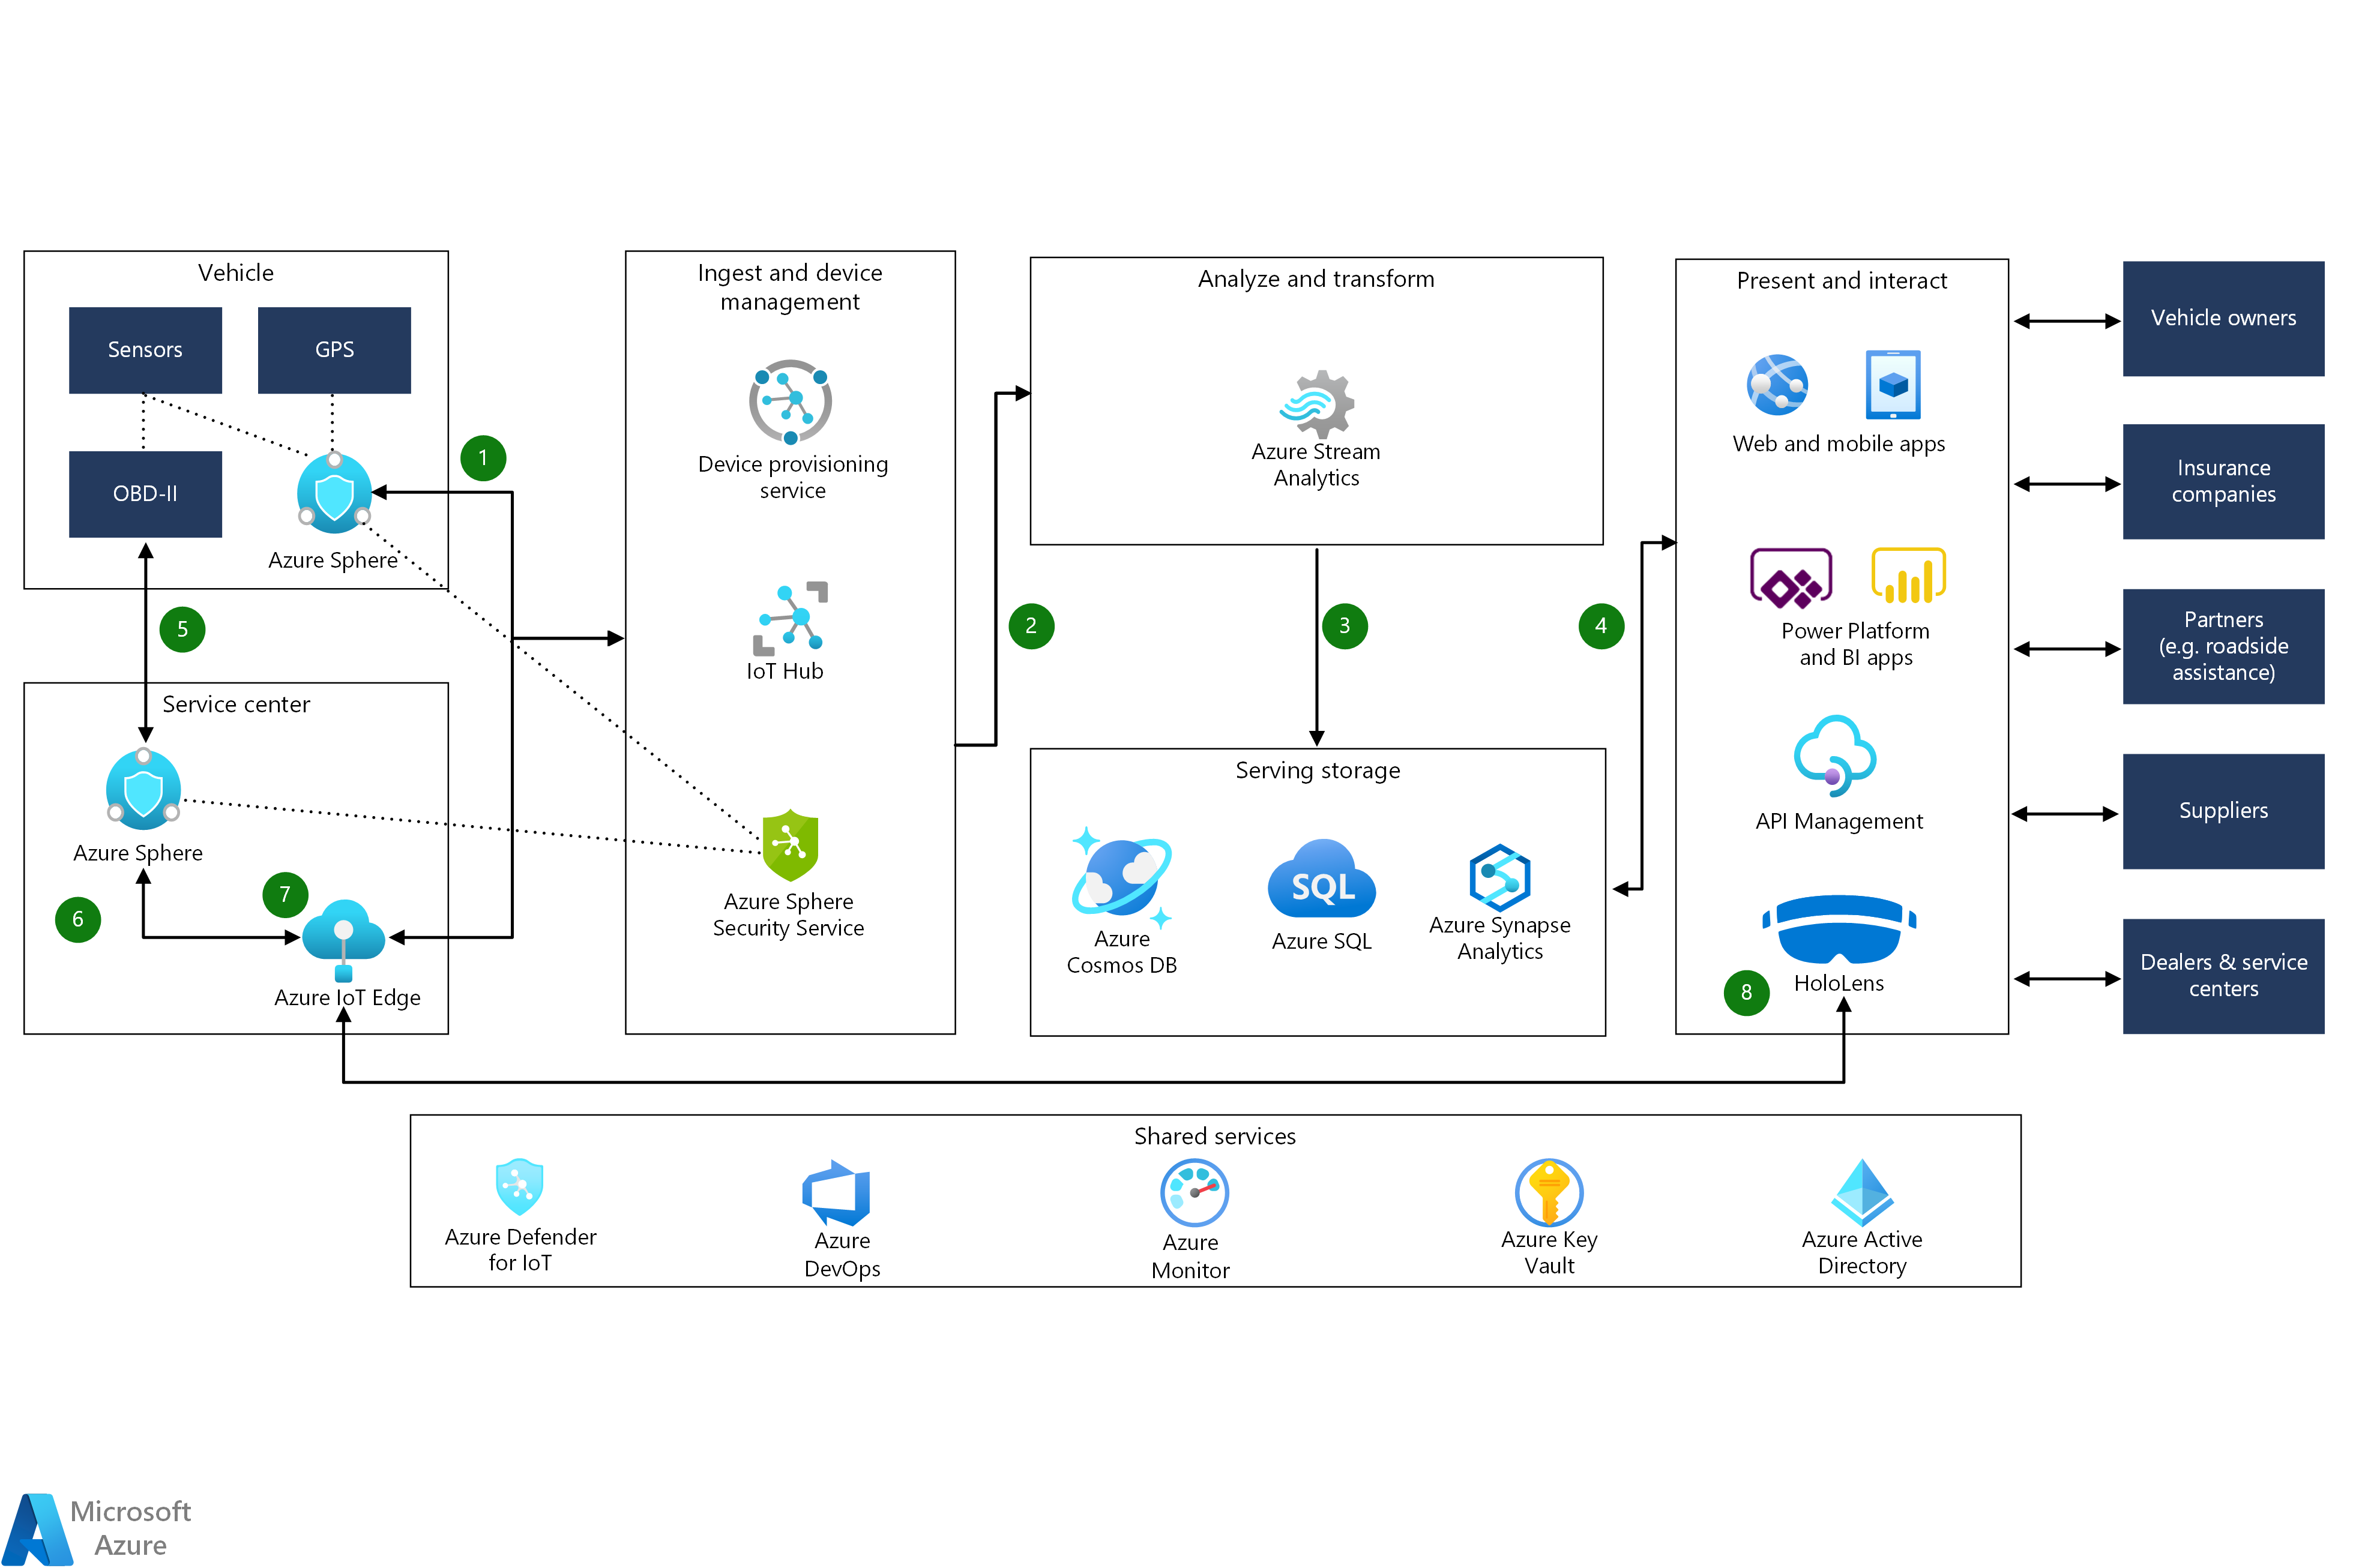 Vehicle
Sensors
GPS
OBD-II
Azure Sphere
1
5
Service center
Azure Sphere
6
7
Azure IoT Edge
Ingest and device
management
Device provisioning
service
IoT Hub
Azure Sphere
Security Service
2
Analyze and transform
Azure Stream
Analytics
3
4
Serving storage
Azure
Cosmos DB
SQL
Azure SQL
Azure Synapse
Analytics
Present and interact
Web and mobile apps
Power Platform
and BI apps
API Management
HoloLens
8
Vehicle owners
Insurance
companies
Partners
(e.g. roadside
assistance)
Suppliers
Dealers & service
centers
Shared services
Azure Defender
for IoT
Azure
DevOps
Azure
Monitor
Azure Key
Vault
Azure Active
Directory
Microsoft
Azure